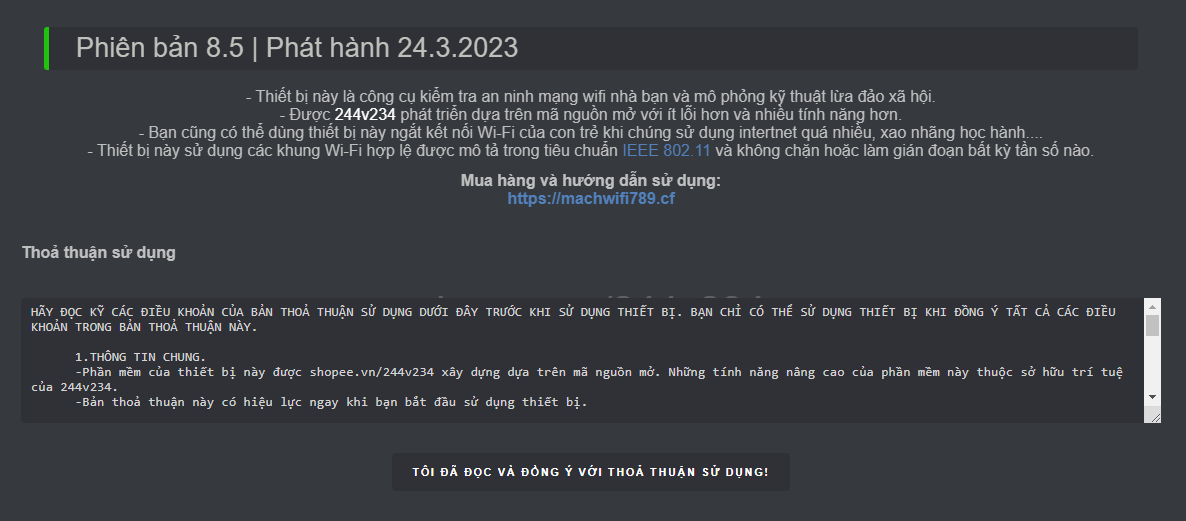 Phiên bản 8.5 | Phát hành 24.3.2023
- Thiết bị này là công cụ kiểm tra an ninh mạng wifi nhà bạn và mô phỏng kỹ thuật lừa đảo xã hội.
- Được 244v234 phát triển dựa trên mã nguồn mở với ít lỗi hơn và nhiều tính năng hơn.
- Bạn cũng có thể dùng thiết bị này ngắt kết nối Wi-Fi của con trẻ khi chúng sử dụng intertnet quá nhiều, xao nhãng học hành....
- Thiết bị này sử dụng các khung Wi-Fi hợp lệ được mô tả trong tiêu chuẩn IEEE 802.11 và không chặn hoặc làm gián đoạn bất kỳ tần số nào.
Mua hàng và hướng dẫn sử dụng:
https://machwifi789.cf
Thoả thuận sử dụng
HÃY ĐỌC KỸ CÁC ĐIỀU KHOẢN CỦA BẢN THOẢ THUẬN SỬ DỤNG DƯỚI ĐÂY TRƯỚC KHI SỬ DỤNG THIẾT BỊ. BẠN CHỈ CÓ THỂ SỬ DỤNG THIẾT BỊ KHI ĐỒNG Ý TẤT CẢ CÁC ĐIỀU
KHOẢN TRONG BẢN THOẢ THUẬN NÀY.
1.THÔNG TIN CHUNG.
-Phần mềm của thiết bị này được shopee.vn/244v234 xây dựng dựa trên mã nguồn mở. Những tính năng nâng cao của phần mềm này thuộc sở hữu trí tuệ
của 244v234.
-Bản thoả thuận này có hiệu lực ngay khi bạn bắt đầu sử dụng thiết bị.
TÔI ĐÃ ĐỌC VÀ ĐỒNG Ý VỚI THOẢ THUẬN SỬ DỤNG!